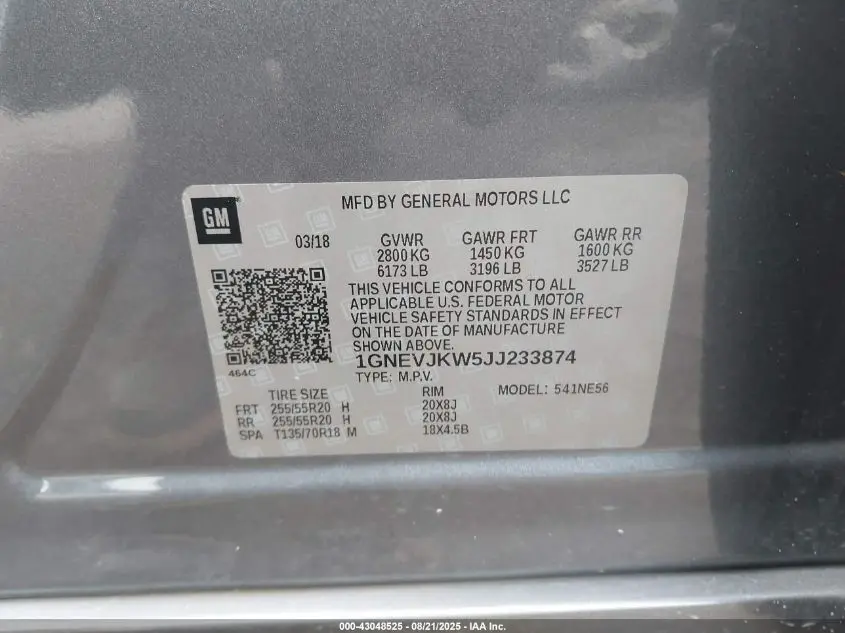 GM
MFD BY GENERAL MOTORS LLC
03/18
GVWR GAWR FRT GAWR RR
2800 KG 1450 KG 1600 KG
6173 LB 3196 LB 3527 LB
THIS VEHICLE CONFORMS TO ALL
APPLICABLE U.S. FEDERAL MOTOR
VEHICLE SAFETY STANDARDS IN EFFECT
ON THE DATE OF MANUFACTURE
SHOWN ABOVE.
464C
1GNEVJKW5JJ233874
TYPE: M.P.V.
MODEL: 541NE56
TIRE SIZE RIM
FRT 255/55R20 H 20X8J
RR 255/55R20 H 20X8J
SPA T135/70R18 M 18X4.5B
000-43048525 - 08/21/2025 - IAA Inc.